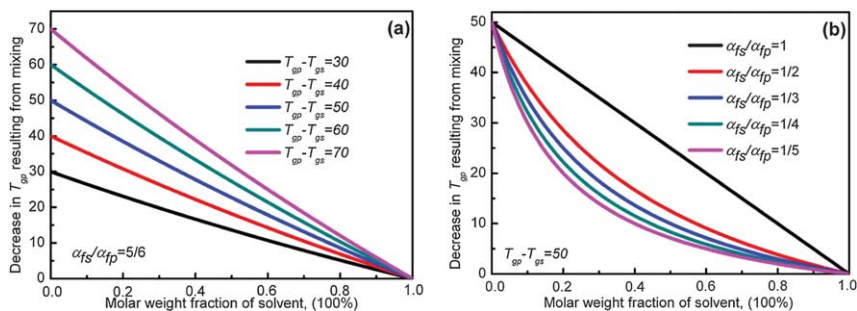 (a)
Decrease in Tgp resulting from mixing
70
60
50
40
30
20
10
0
Tgp-Tgs=30
Tgp-Tgs=40
Tgp-Tgs=50
Tgp-Tgs=60
Tgp-Tgs=70
αfs/αfp=5/6
0.0 0.2 0.4 0.6 0.8 1.0
Molar weight fraction of solvent, (100%)
(b)
Decrease in Tgp resulting from mixing
50
40
30
20
10
0
αfs/αfp=1
αfs/αfp=1/2
αfs/αfp=1/3
αfs/αfp=1/4
αfs/αfp=1/5
Tgp-Tgs=50
0.0 0.2 0.4 0.6 0.8 1.0
Molar weight fraction of solvent, (100%)